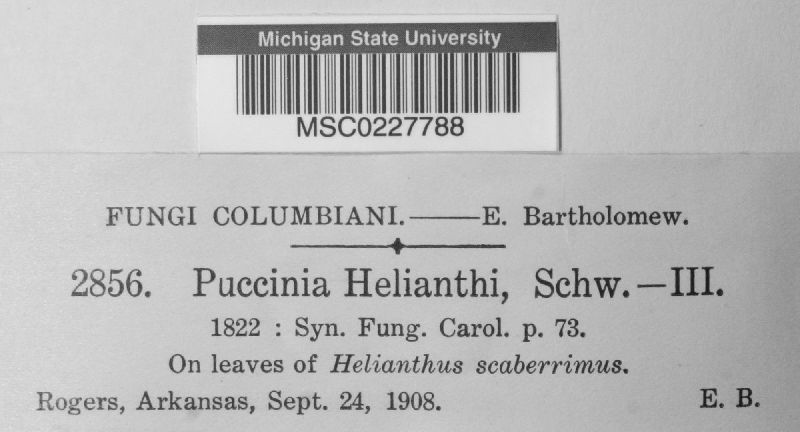 Michigan State University
MSC0227788
FUNGI COLUMBIANI.—E. Bartholomew.
2856. Puccinia Helianthi, Schw.—III.
1822 : Syn. Fung. Carol. p. 73.
On leaves of Helianthus scaberrimus.
Rogers, Arkansas, Sept. 24, 1908. E. B.